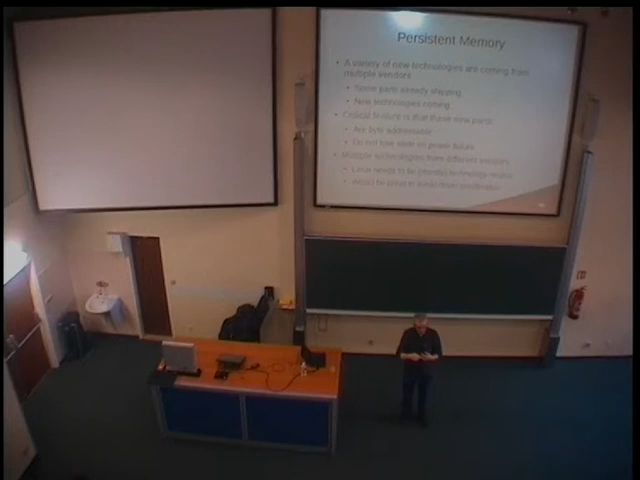 Persistent Memory
• A variety of new technologies are coming from
multiple vendors
• Some parts already shipping
• New technologies coming
• Critical feature is that these new parts:
• Are byte addressable
• Do not lose state on power failure
• Multiple technologies from different vendors
• Linux needs to be